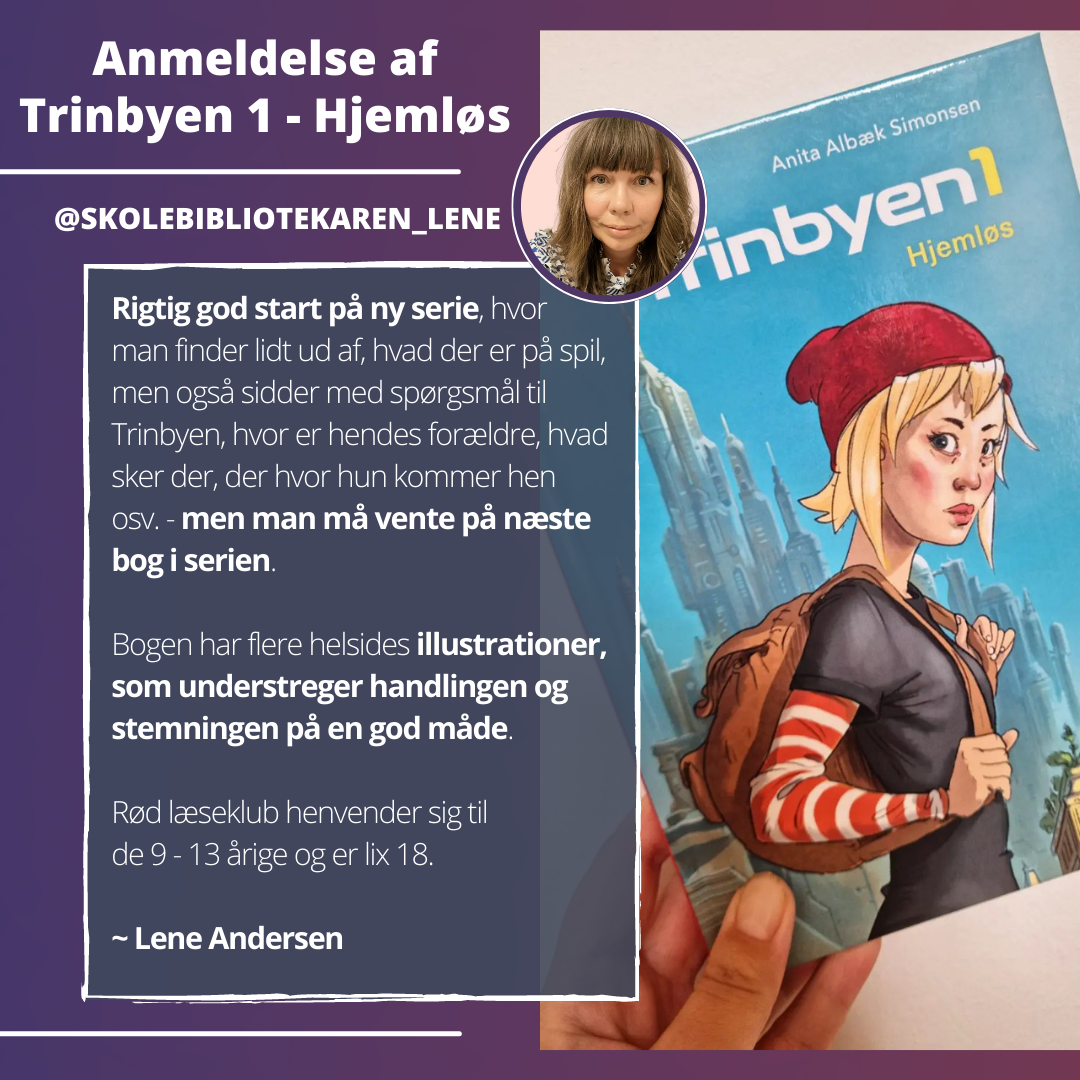 Anmeldelse af
Trinbyen 1 - Hjemløs
@SKOLEBIBLIOTEKAREN_LENE
Rigtig god start på ny serie, hvor
man finder lidt ud af, hvad der er på spil,
men også sidder med spørgsmål til
Trinbyen, hvor er hendes forældre, hvad
sker der, der hvor hun kommer hen
osv. - men man må vente på næste
bog i serien.
Bogen har flere helsides illustrationer,
som understreger handlingen og
stemningen på en god måde.
Rød læseklub henvender sig til
de 9 - 13 årige og er lix 18.
~ Lene Andersen
Anita Albæk Simonsen
Trinbyen1
Hjemløs